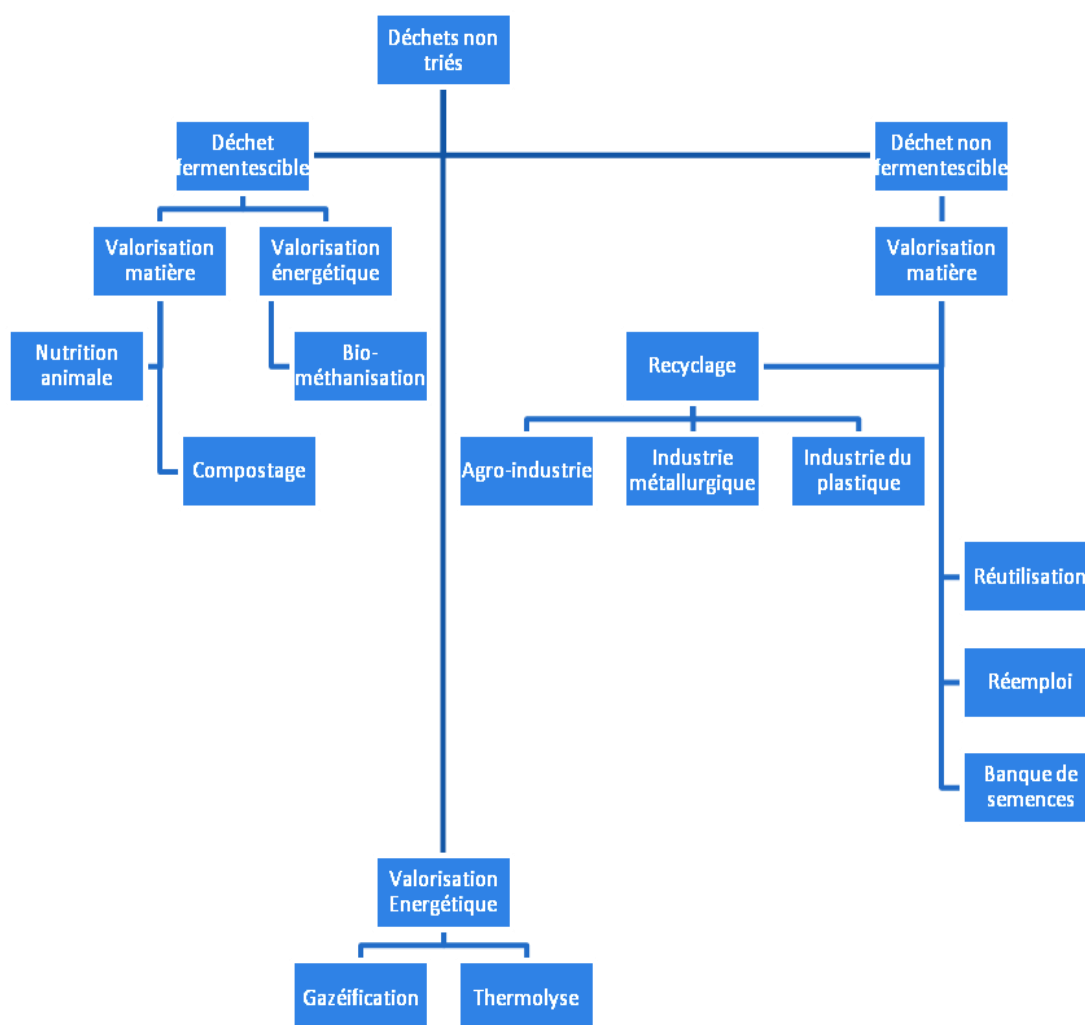 Déchets non
triés
Déchet
fermentescible
Déchet non
fermentescible
Valorisation
matière
Valorisation
énergétique
Valorisation
matière
Nutrition
animale
Bio-
méthanisation
Recyclage
Compostage
Agro-industrie
Industrie
métallurgique
Industrie du
plastique
Réutilisation
Réemploi
Banque de
semences
Valorisation
Energétique
Gazéification
Thermolyse